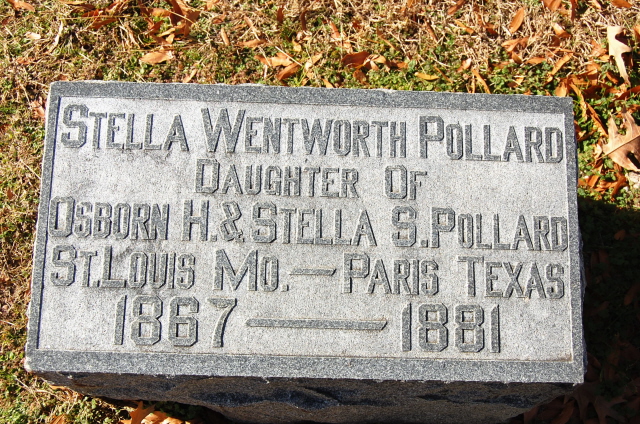 Stella Wentworth Pollard
Daughter Of
Osborn H. & Stella S. Pollard
St. Louis Mo. — Paris Texas
1867 — 1881